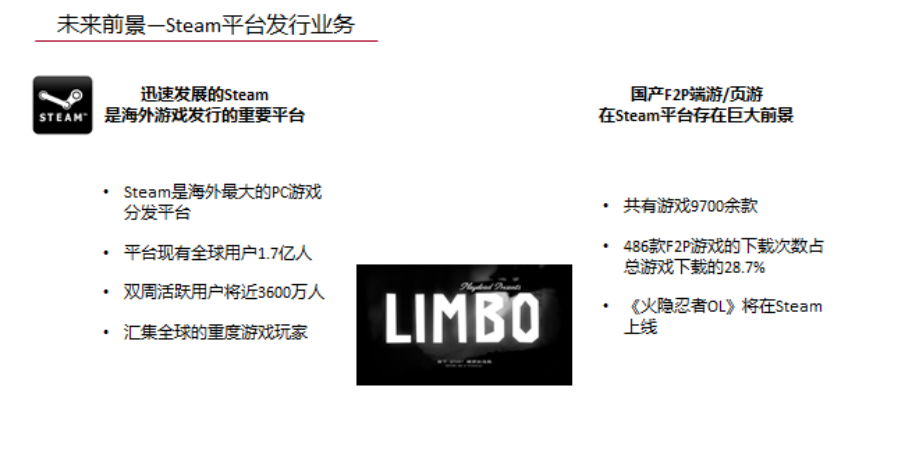 未来前景—Steam平台发行业务
STEAM™
迅速发展的Steam
是海外游戏发行的重要平台
• Steam是海外最大的PC游戏
分发平台
• 平台现有全球用户1.7亿人
• 双周活跃用户将近3600万人
• 汇集全球的重度游戏玩家
Playdead Presents
LIMBO
国产F2P端游/页游
在Steam平台存在巨大前景
• 共有游戏9700余款
• 486款F2P游戏的下载次数占
总游戏下载的28.7%
• 《火隐忍者OL》将在Steam
上线